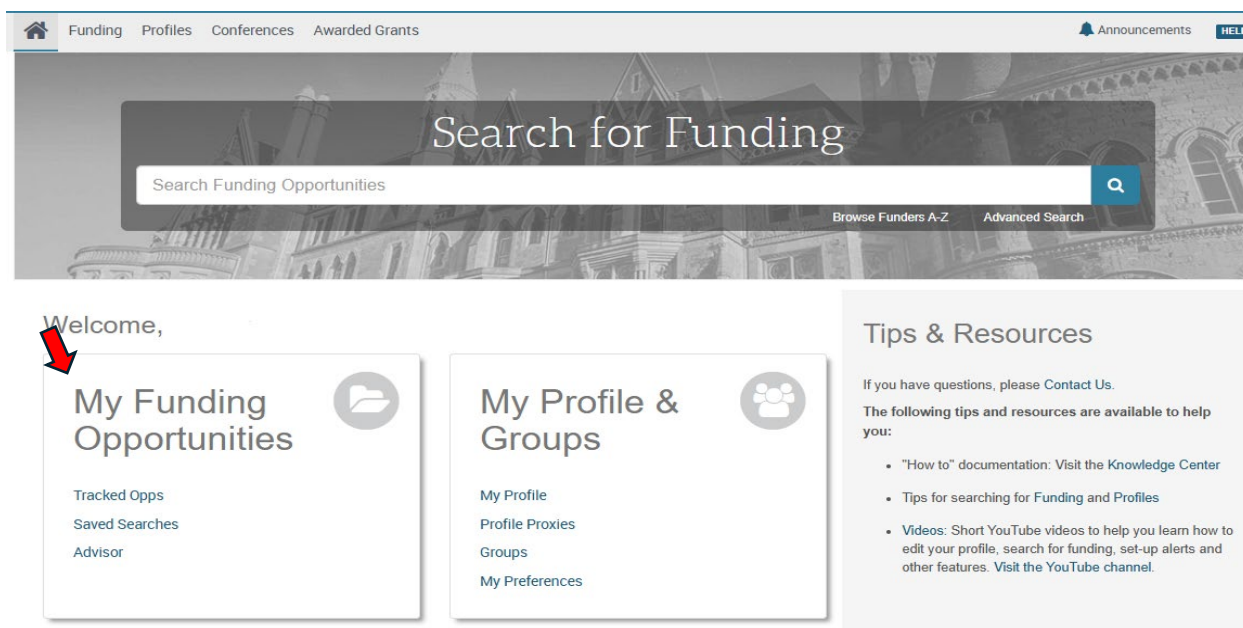 Funding Profiles Conferences Awarded Grants Announcements HELP
Search for Funding
Search Funding Opportunities
Browse Funders A-Z Advanced Search
Welcome,
My Funding
Opportunities
Tracked Opps
Saved Searches
Advisor
My Profile &
Groups
My Profile
Profile Proxies
Groups
My Preferences
Tips & Resources
If you have questions, please Contact Us.
The following tips and resources are available to help
you:
"How to" documentation: Visit the Knowledge Center
Tips for searching for Funding and Profiles
Videos: Short YouTube videos to help you learn how to
edit your profile, search for funding, set-up alerts and
other features. Visit the YouTube channel.